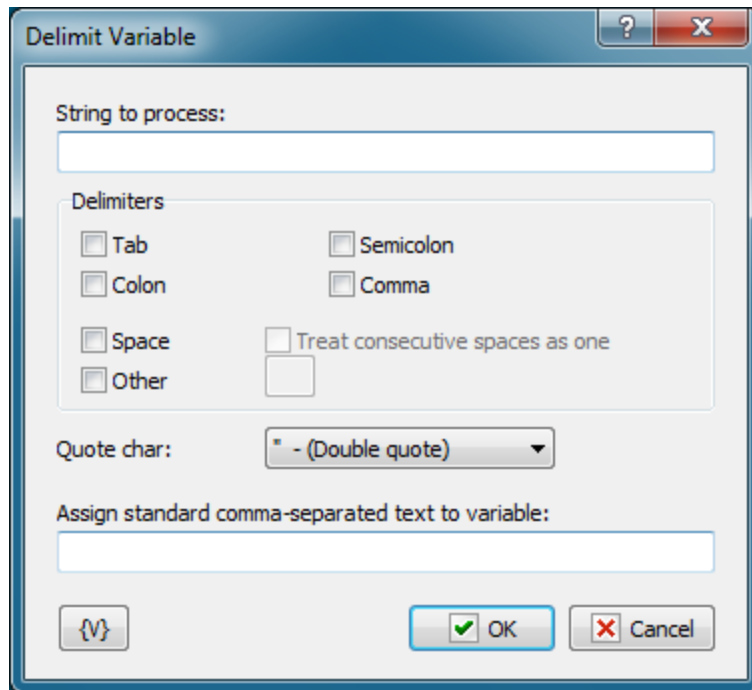 Delimit Variable
?
String to process:
Delimiters
Tab Semicolon
Colon Comma
Space Treat consecutive spaces as one
Other
Quote char: " - (Double quote)
Assign standard comma-separated text to variable:
{V} OK Cancel